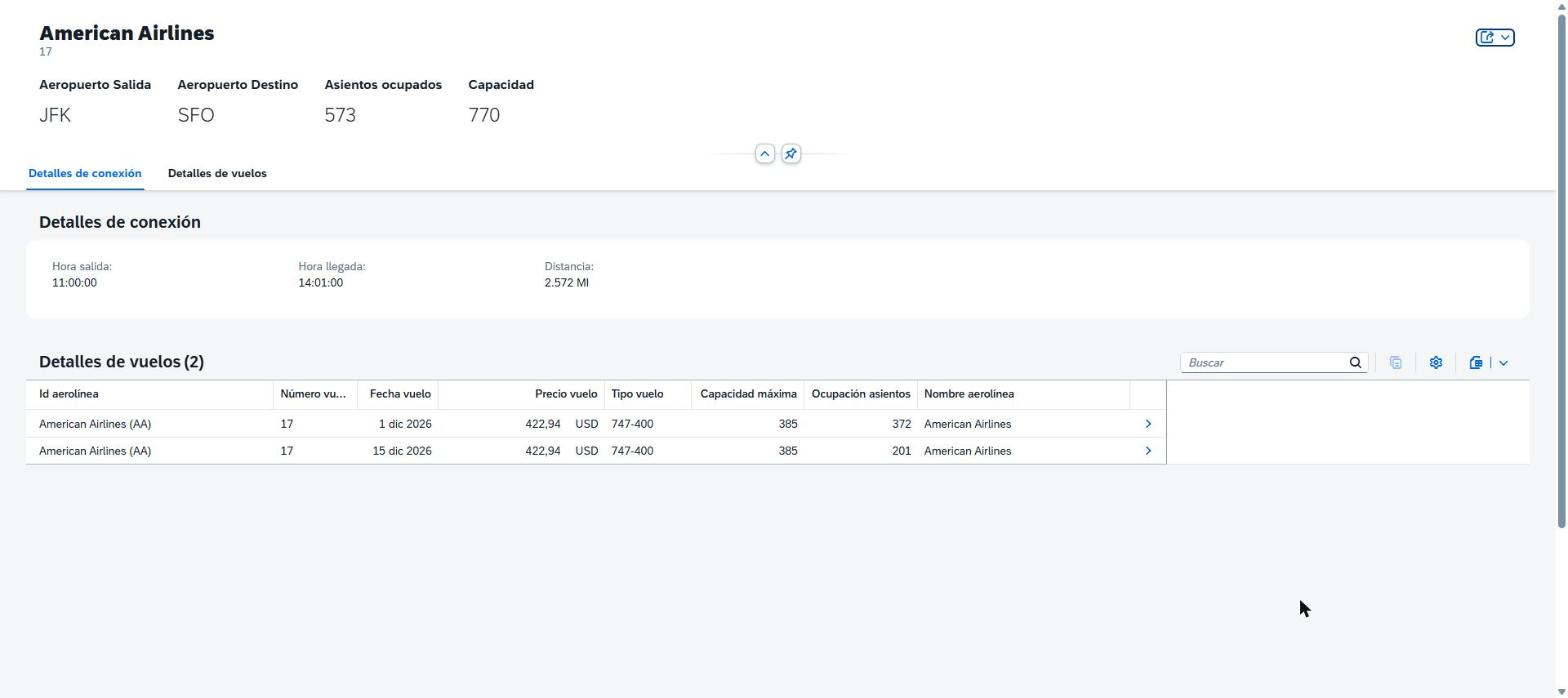 American Airlines
17
Aeropuerto Salida Aeropuerto Destino Asientos ocupados Capacidad
JFK SFO 573 770
Detalles de conexión Detalles de vuelos
Detalles de conexión
Hora salida: Hora llegada: Distancia:
11:00:00 14:01:00 2.572 MI
Detalles de vuelos (2) Buscar
Id aerolínea Número vu... Fecha vuelo Precio vuelo Tipo vuelo Capacidad máxima Ocupación asientos Nombre aerolínea
American Airlines (AA) 17 1 dic 2026 422,94 USD 747-400 385 372 American Airlines
American Airlines (AA) 17 15 dic 2026 422,94 USD 747-400 385 201 American Airlines